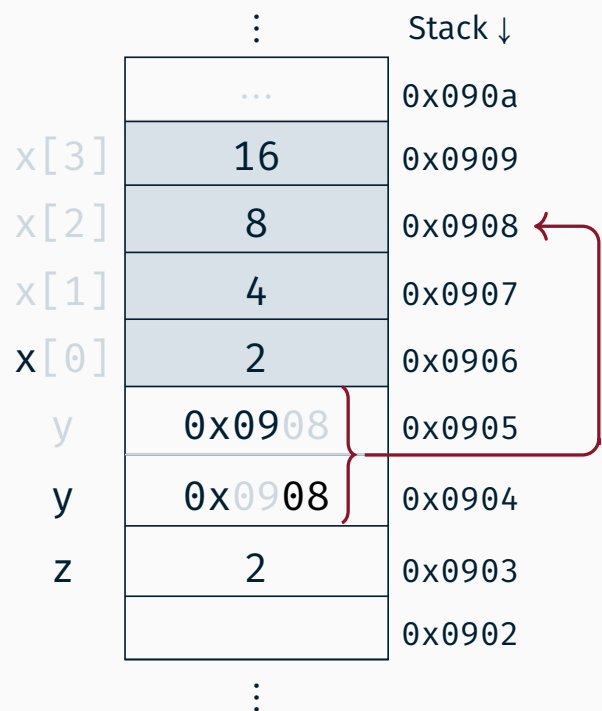 ⋮ Stack ↓
... 0x090a
x[3] 16 0x0909
x[2] 8 0x0908
x[1] 4 0x0907
x[0] 2 0x0906
y 0x0908 0x0905
y 0x0908 0x0904
z 2 0x0903
0x0902
⋮